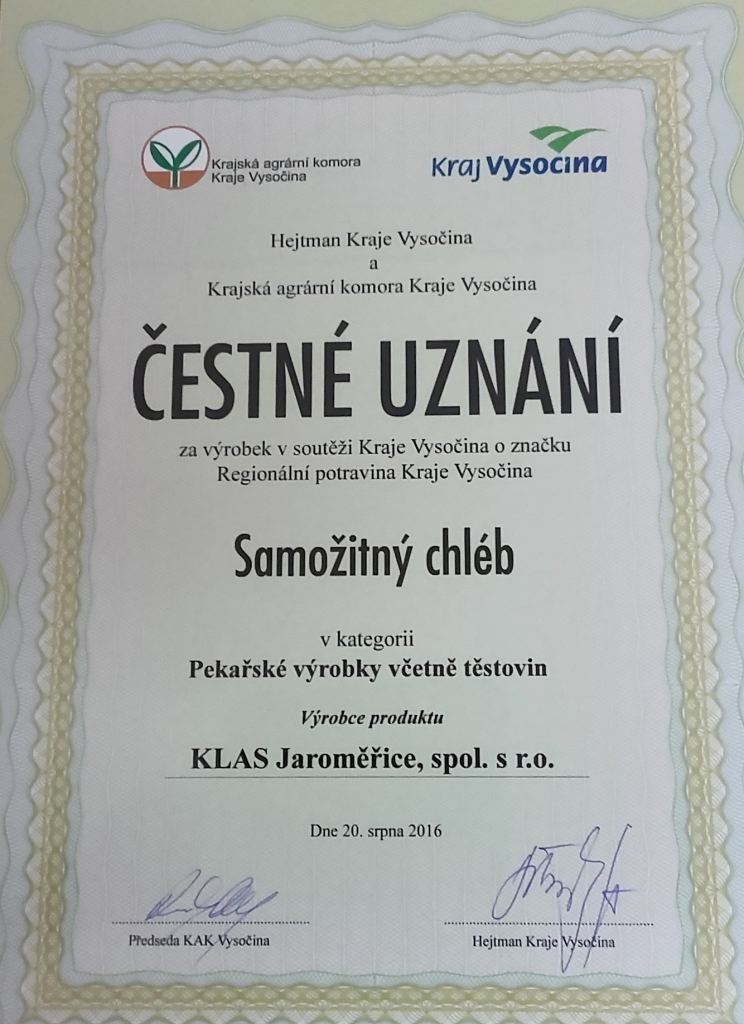 Krajská agrární komora
Kraje Vysočina
Kraj Vysočina
Hejtman Kraje Vysočina
a
Krajská agrární komora Kraje Vysočina
ČESTNÉ UZNÁNÍ
za výrobek v soutěži Kraje Vysočina o značku
Regionální potravina Kraje Vysočina
Samožitný chléb
v kategorii
Pekařské výrobky včetně těstovin
Výrobce produktu
KLAS Jaroměřice, spol. s r.o.
Dne 20. srpna 2016
Předseda KAK Vysočina
Hejtman Kraje Vysočina